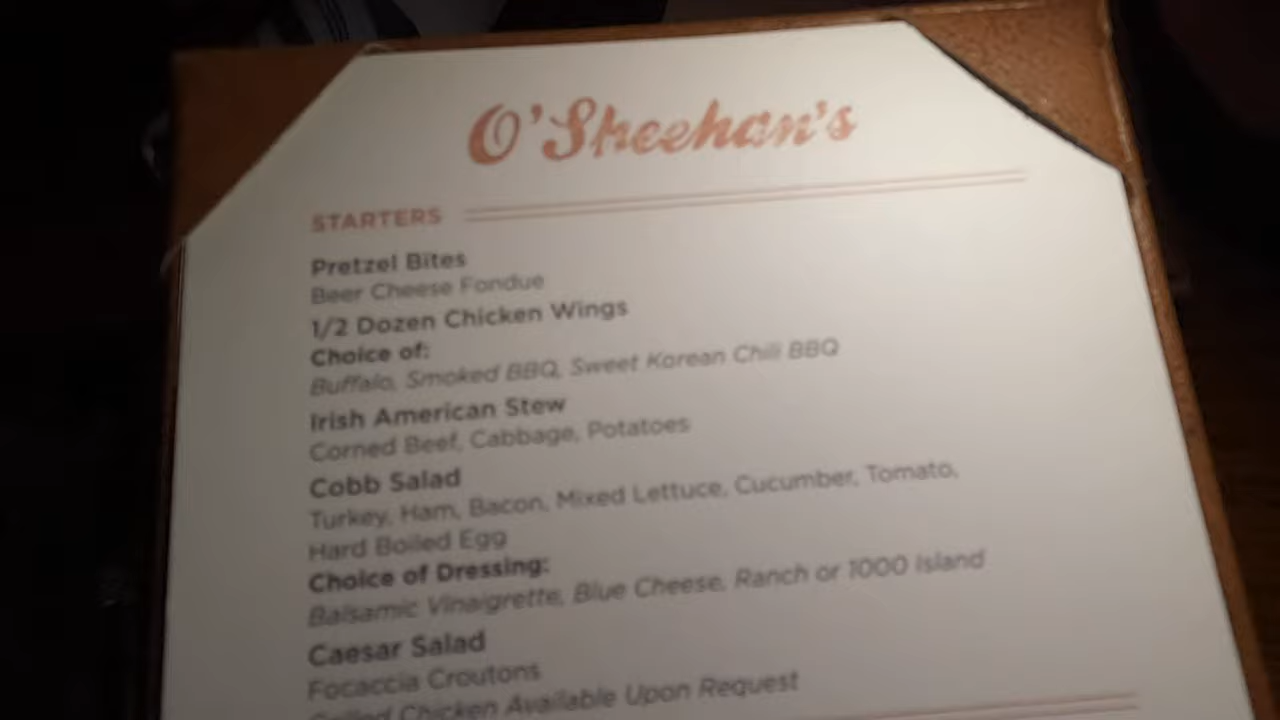 O'Sheehan's
STARTERS
Pretzel Bites
Beer Cheese Fondue
1/2 Dozen Chicken Wings
Choice of:
Buffalo, Smoked BBQ, Sweet Korean Chili BBQ
Irish American Stew
Corned Beef, Cabbage, Potatoes
Cobb Salad
Turkey, Ham, Bacon, Mixed Lettuce, Cucumber, Tomato,
Hard Boiled Egg
Choice of Dressing:
Balsamic Vinaigrette, Blue Cheese, Ranch or 1000 Island
Caesar Salad
Focaccia Croutons
Grilled Chicken Available Upon Request